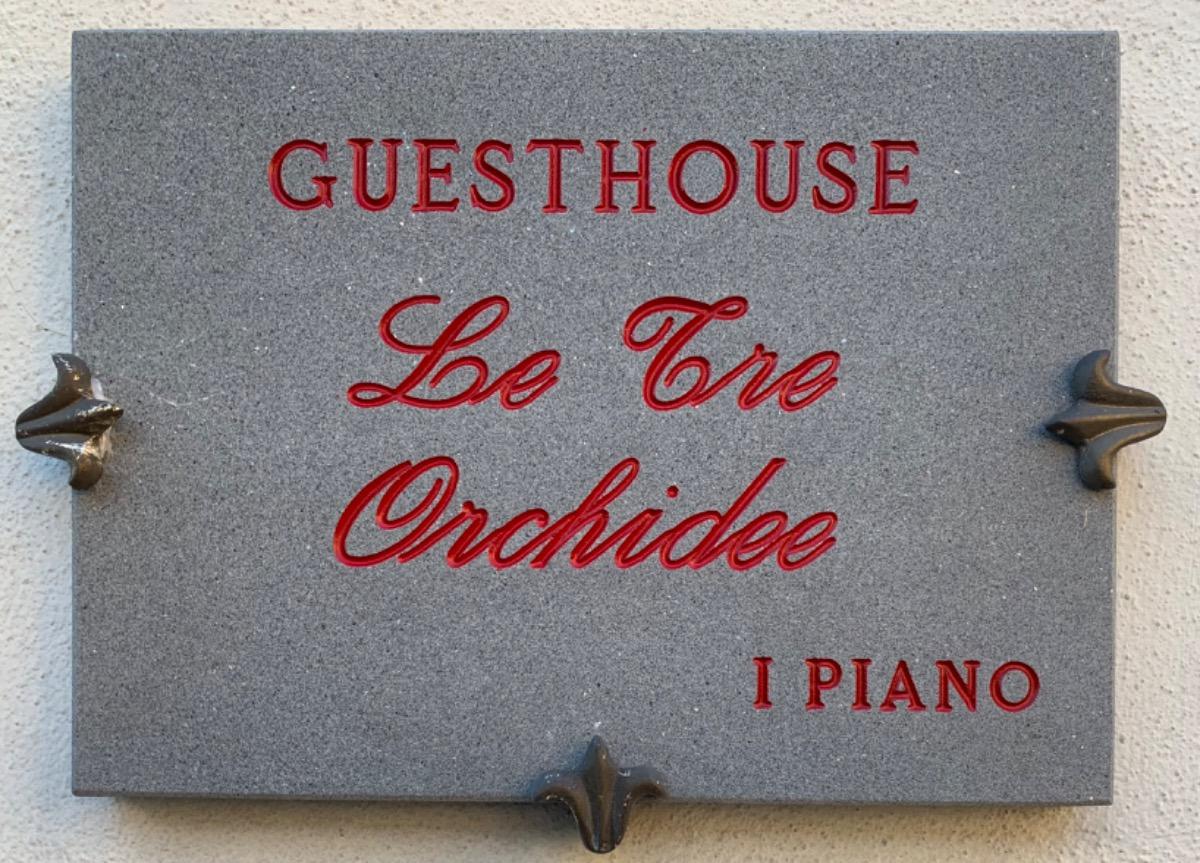 GUESTHOUSE
Le Tre
Orchidee
I PIANO